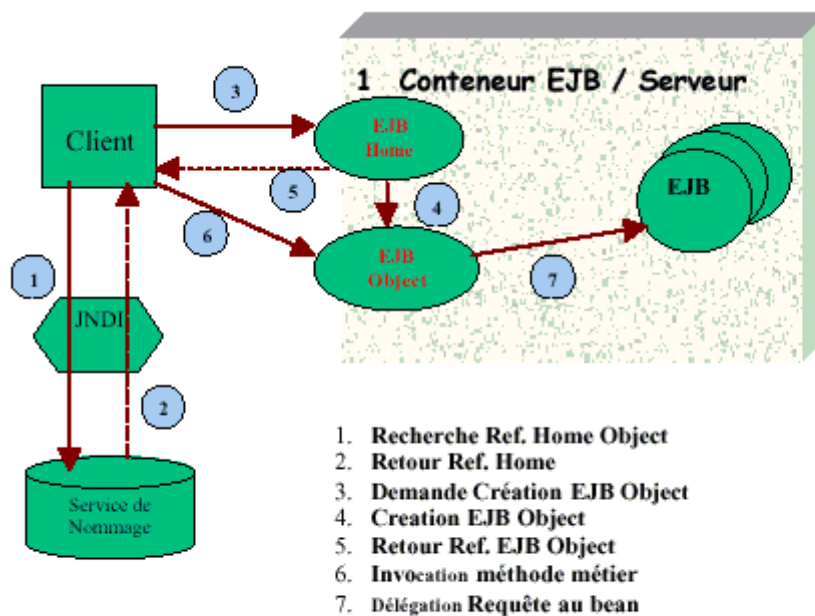 1 Conteneur EJB / Serveur
3
EJB
Home
Client
EJB
5
4
6
EJB
Object
7
1
JNDI
2
Service de
Nommage
1. Recherche Ref. Home Object
2. Retour Ref. Home
3. Demande Création EJB Object
4. Creation EJB Object
5. Retour Ref. EJB Object
6. Invocation méthode métier
7. Délégation Requête au bean